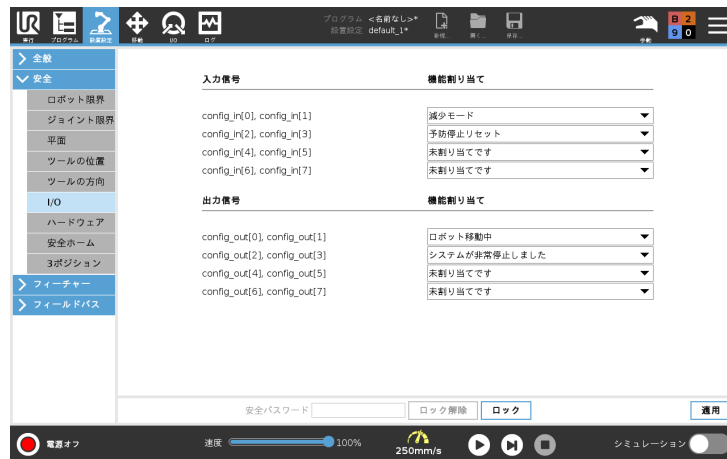 UR
プログラム <名前なし>*
設置設定 default_1*
実行 プログラム 設置設定 移動 I/O ログ 新規... 開く... 保存... 手動
B 2
9 0
全般
安全
ロボット限界
ジョイント限界
平面
ツールの位置
ツールの方向
I/O
ハードウェア
安全ホーム
3ポジション
フィーチャー
フィールドバス
入力信号 機能割り当て
config_in[0], config_in[1] 減少モード
config_in[2], config_in[3] 予防停止リセット
config_in[4], config_in[5] 未割り当てです
config_in[6], config_in[7] 未割り当てです
出力信号 機能割り当て
config_out[0], config_out[1] ロボット移動中
config_out[2], config_out[3] システムが非常停止しました
config_out[4], config_out[5] 未割り当てです
config_out[6], config_out[7] 未割り当てです
安全パスワード ロック解除 ロック 適用
電源オフ 速度 100% 250mm/s シミュレーション